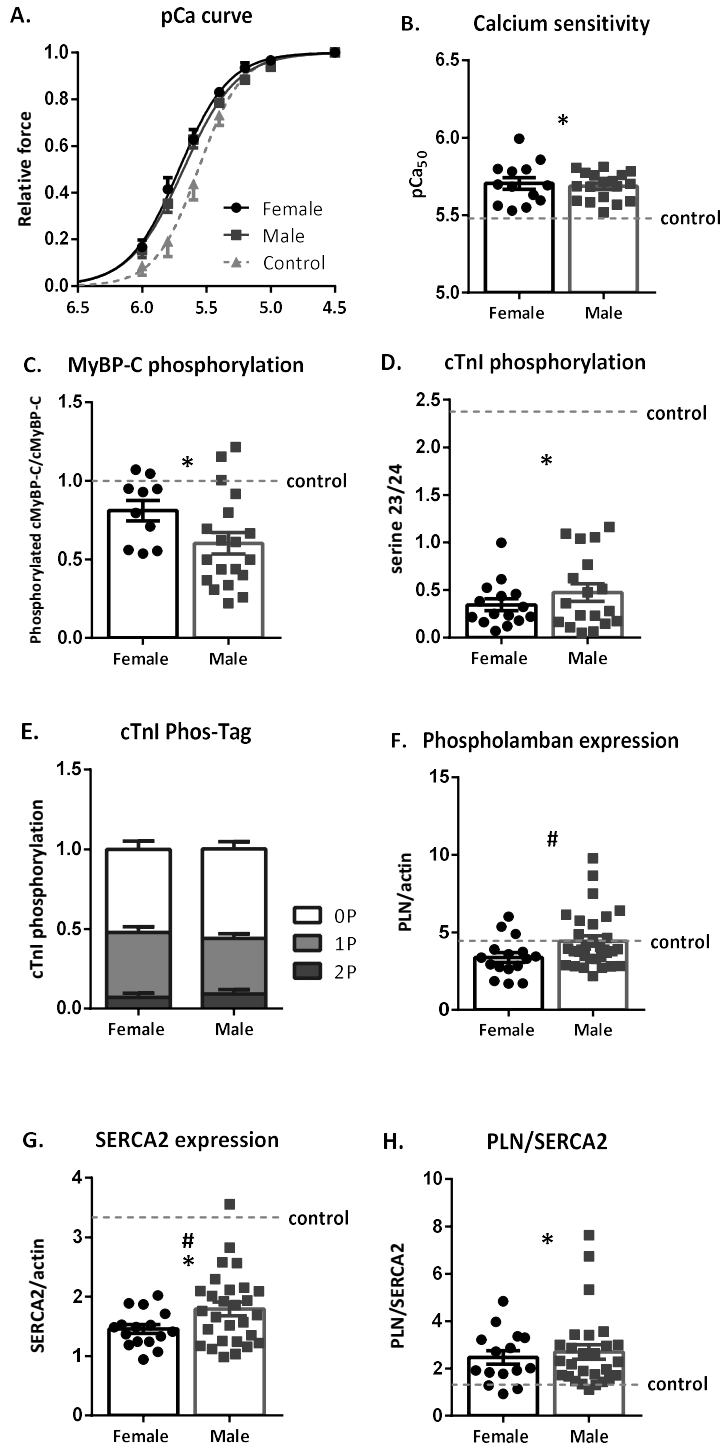 A.
pCa curve
Relative force
1.0
0.8
0.6
0.4
0.2
0.0
6.5 6.0 5.5 5.0 4.5
Female
Male
Control
B.
Calcium sensitivity
pCa50
6.5
6.0
5.5
5.0
*
control
Female Male
C.
MyBP-C phosphorylation
Phosphorylated cMyBP-C/cMyBP-C
1.5
1.0
0.5
0.0
*
control
Female Male
D.
cTnI phosphorylation
serine 23/24
2.5
2.0
1.5
1.0
0.5
0.0
*
control
Female Male
E.
cTnI Phos-Tag
cTnI phosphorylation
1.5
1.0
0.5
0.0
0P
1P
2P
Female Male
F.
Phospholamban expression
PLN/actin
15
10
5
0
#
control
Female Male
G.
SERCA2 expression
SERCA2/actin
4
3
2
1
0
#
*
control
Female Male
H.
PLN/SERCA2
PLN/SERCA2
10
8
6
4
2
0
*
control
Female Male